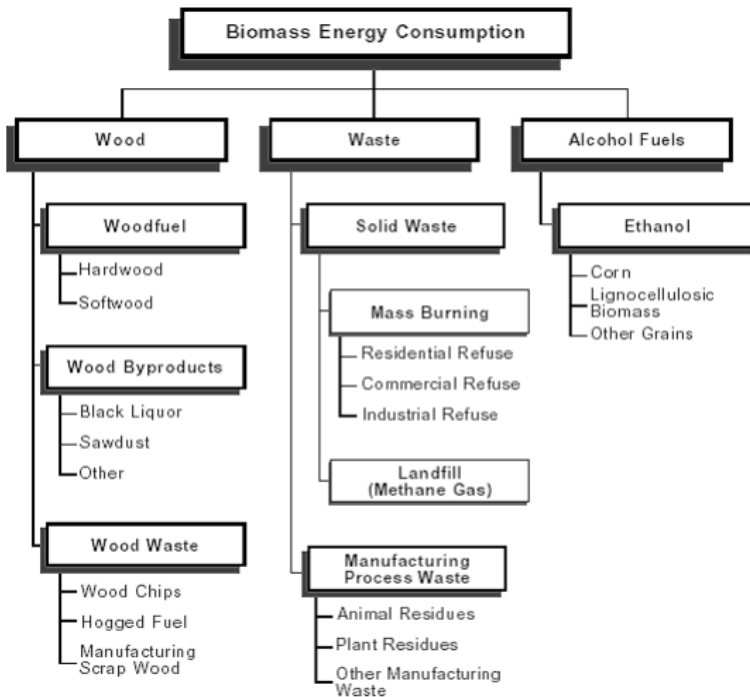 Biomass Energy Consumption
Wood
Woodfuel
Hardwood
Softwood
Wood Byproducts
Black Liquor
Sawdust
Other
Wood Waste
Wood Chips
Hogged Fuel
Manufacturing
Scrap Wood
Waste
Solid Waste
Mass Burning
Residential Refuse
Commercial Refuse
Industrial Refuse
Landfill
(Methane Gas)
Manufacturing
Process Waste
Animal Residues
Plant Residues
Other Manufacturing
Waste
Alcohol Fuels
Ethanol
Corn
Lignocellulosic
Biomass
Other Grains